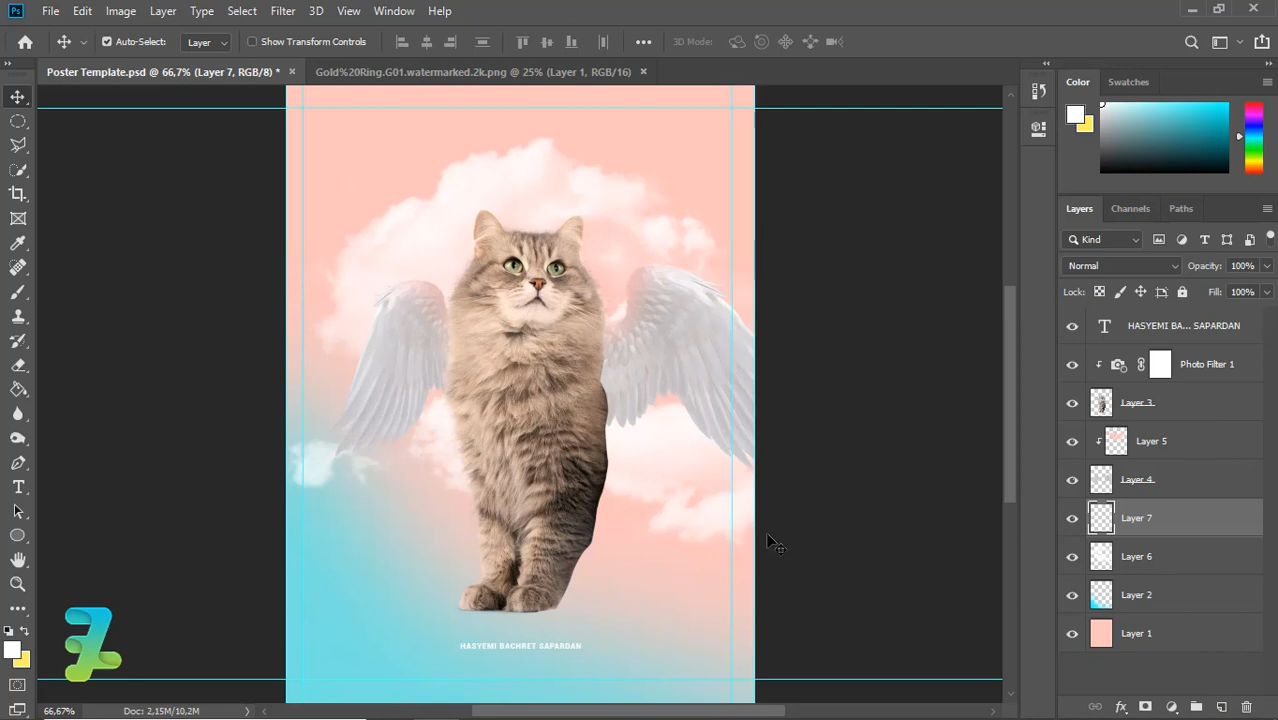 Ps File Edit Image Layer Type Select Filter 3D View Window Help
Auto-Select: Layer Show Transform Controls 3D Mode:
Poster Template.psd @ 66,7% (Layer 7, RGB/8) * Gold%20Ring.G01.watermarked.2k.png @ 25% (Layer 1, RGB/16)
Color Swatches
Layers Channels Paths
Kind
Normal Opacity: 100%
Lock: Fill: 100%
HASYEMI BA... SAPARDAN
Photo Filter 1
Layer 3
Layer 5
Layer 4
Layer 7
Layer 6
Layer 2
Layer 1
HASYEMI BACHRET SAPARDAN
66,67% Doc: 2,15M/10,2M